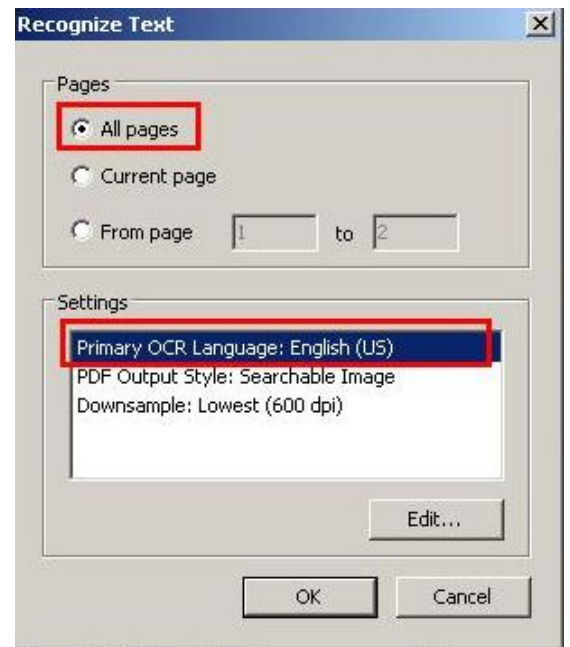 Recognize Text
Pages
All pages
Current page
From page 1 to 2
Settings
Primary OCR Language: English (US)
PDF Output Style: Searchable Image
Downsample: Lowest (600 dpi)
Edit...
OK Cancel